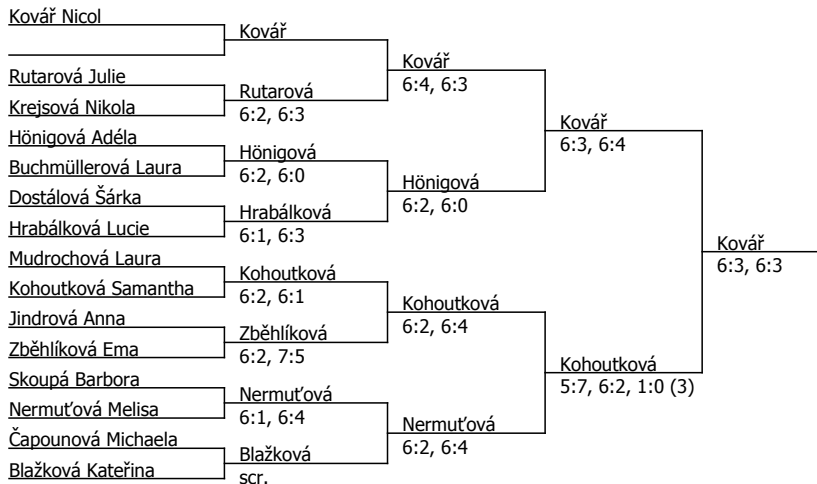 Kovář Nicol
Kovář
Kovář
6:4, 6:3
Rutarová Julie
Rutarová
6:2, 6:3
Krejsová Nikola
Kovář
6:3, 6:4
Hönigová Adéla
Hönigová
6:2, 6:0
Buchmüllerová Laura
Hönigová
6:2, 6:0
Dostálová Šárka
Hrabálková
6:1, 6:3
Hrabálková Lucie
Kovář
6:3, 6:3
Mudrochová Laura
Kohoutková
6:2, 6:1
Kohoutková Samantha
Kohoutková
6:2, 6:4
Jindrová Anna
Zběhlíková
6:2, 7:5
Zběhlíková Ema
Kohoutková
5:7, 6:2, 1:0 (3)
Skoupá Barbora
Nermuťová
6:1, 6:4
Nermuťová Melisa
Nermuťová
6:2, 6:4
Čapounová Michaela
Blažková
scr.
Blažková Kateřina